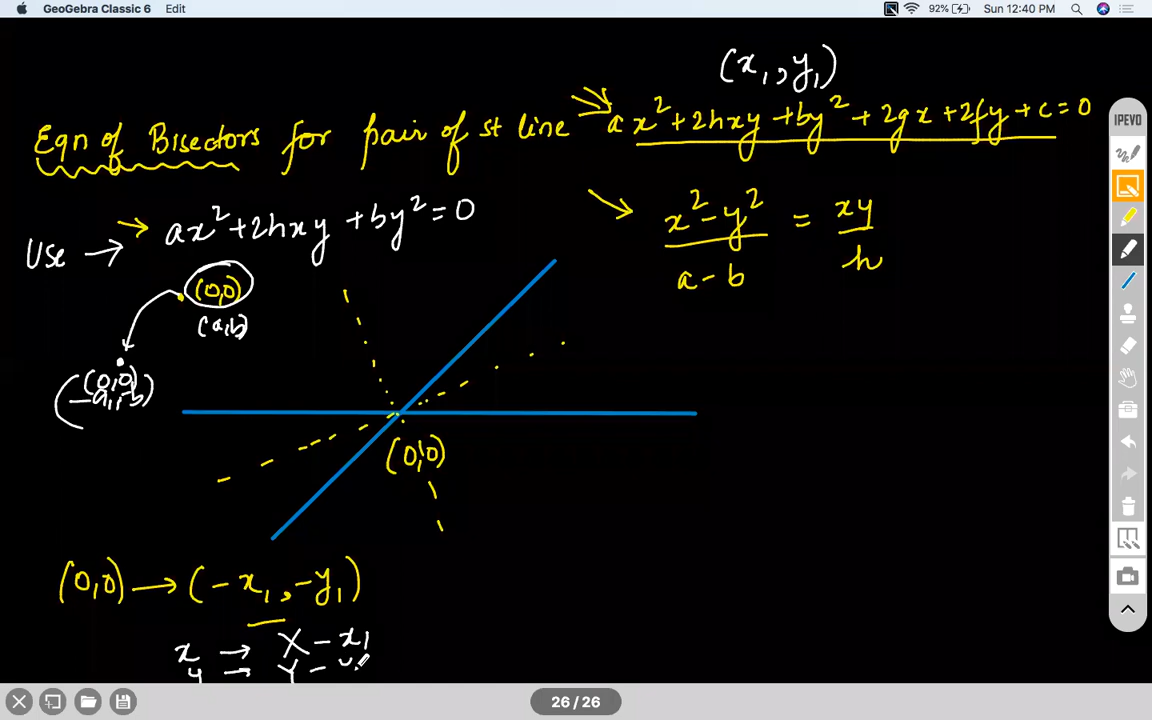 GeoGebra Classic 6 Edit 92% Sun 12:40 PM
(x₁, y₁)
Eqn of Bisectors for pair of st line ax²+2hxy+by²+2gx+2fy+c=0
Use → ax²+2hxy+by²=0
x²-y² / a-b = xy / h
(0,0)
(a,b)
(0,0)
(-a,-b)
(0,0)
(0,0) → (-x₁, -y₁)
x → X-x₁
y → Y-y₁
IPEVO
26 / 26